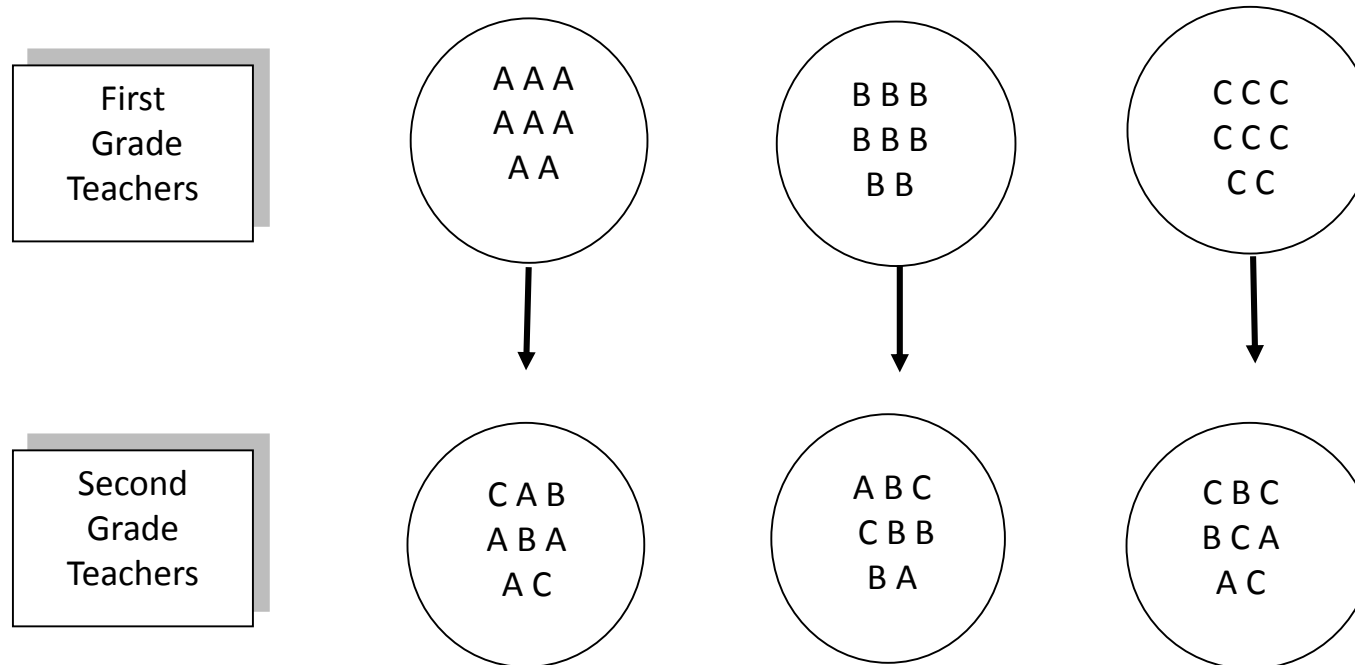 First
Grade
Teachers
A A A
A A A
A A
B B B
B B B
B B
C C C
C C C
C C
Second
Grade
Teachers
C A B
A B A
A C
A B C
C B B
B A
C B C
B C A
A C